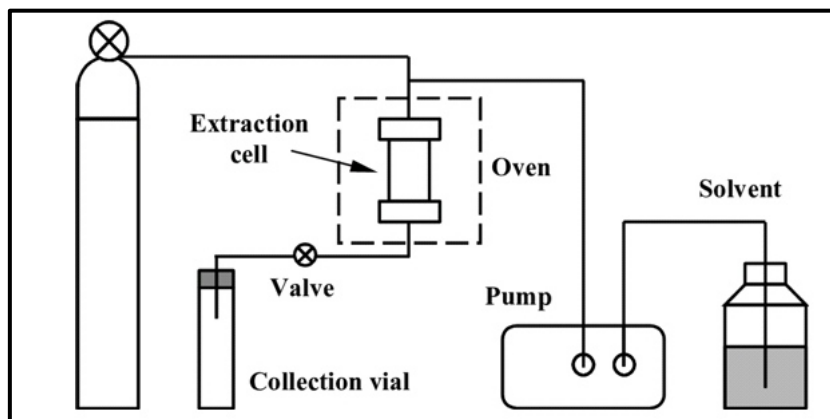 Extraction
cell
Oven
Solvent
Valve
Pump
Collection vial